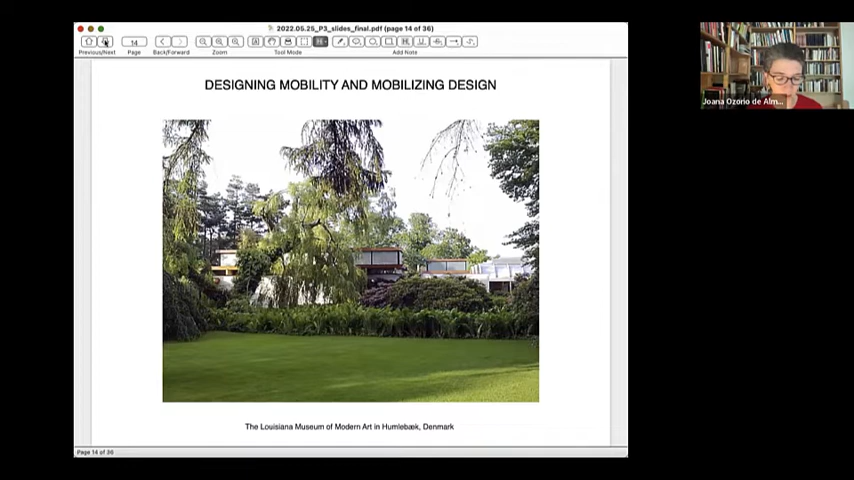 2022.05.25_P3_slides_final.pdf (page 14 of 36)
14
Previous/Next Page Back/Forward Zoom Tool Mode Add Note
DESIGNING MOBILITY AND MOBILIZING DESIGN
Joana Ozorio de Alm...
The Louisiana Museum of Modern Art in Humlebæk, Denmark
Page 14 of 36